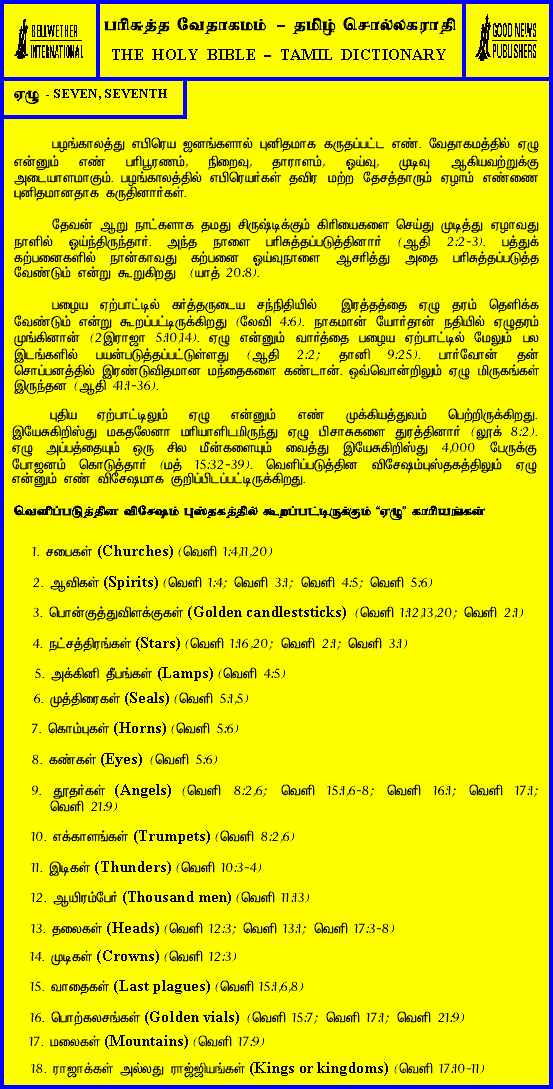 BELLWETHER
INTERNATIONAL
பரிசுத்த வேதாகமம் – தமிழ் சொல்லகராதி
THE HOLY BIBLE – TAMIL DICTIONARY
GOOD NEWS
PUBLISHERS
ஏழு - SEVEN, SEVENTH
பழங்காலத்து எபிரெய ஜனங்களால் புனிதமாக கருதப்பட்ட எண். வேதாகமத்தில் ஏழு
என்னும் எண் பரிபூரணம், நிறைவு, தாராளம், ஓய்வு, முடிவு ஆகியவற்றுக்கு
அடையாளமாகும். பழங்காலத்தில் எபிரெயர்கள் தவிர மற்ற தேசத்தாரும் ஏழாம் எண்ணை
புனிதமானதாக கருதினார்கள்.
தேவன் ஆறு நாட்களாக தமது சிருஷ்டிக்கும் கிரியைகளை செய்து முடித்து ஏழாவது
நாளில் ஓய்ந்திருந்தார். அந்த நாளை பரிசுத்தப்படுத்தினார் (ஆதி 2:2-3). பத்துக்
கற்பனைகளில் நான்காவது கற்பனை ஓய்வுநாளை ஆசரித்து அதை பரிசுத்தப்படுத்த
வேண்டும் என்று கூறுகிறது (யாத் 20:8).
பழைய ஏற்பாட்டில் கர்த்தருடைய சந்நிதியில் இரத்தத்தை ஏழு தரம் தெளிக்க
வேண்டும் என்று கூறப்பட்டிருக்கிறது (லேவி 4:6). நாகமான் யோர்தான் நதியில் ஏழுதரம்
முங்கினான் (2இராஜா 5:10,14). ஏழு என்னும் வார்த்தை பழைய ஏற்பாட்டில் மேலும் பல
இடங்களில் பயன்படுத்தப்பட்டுள்ளது (ஆதி 2:2; தானி 9:25). பார்வோன் தன்
சொப்பனத்தில் இரண்டுவிதமான மந்தைகளை கண்டான். ஒவ்வொன்றிலும் ஏழு மிருகங்கள்
இருந்தன (ஆதி 41:1-36).
புதிய ஏற்பாட்டிலும் ஏழு என்னும் எண் முக்கியத்துவம் பெற்றிருக்கிறது.
இயேசுகிறிஸ்து மகதலேனா மரியாளிடமிருந்து ஏழு பிசாசுகளை துரத்தினார் (லூக் 8:2).
ஏழு அப்பத்தையும் ஒரு சில மீன்களையும் வைத்து இயேசுகிறிஸ்து 4,000 பேருக்கு
போஜனம் கொடுத்தார் (மத் 15:32-39). வெளிப்படுத்தின விசேஷம்புஸ்தகத்திலும் ஏழு
என்னும் எண் விசேஷமாக குறிப்பிடப்பட்டிருக்கிறது.
வெளிப்படுத்தின விசேஷம் புஸ்தகத்தில் கூறப்பட்டிருக்கும் “ஏழு” காரியங்கள்
1. சபைகள் (Churches) (வெளி 1:4,11,20)
2. ஆவிகள் (Spirits) (வெளி 1:4; வெளி 3:1; வெளி 4:5; வெளி 5:6)
3. பொன்குத்துவிளக்குகள் (Golden candleststicks) (வெளி 1:12,13,20; வெளி 2:1)
4. நட்சத்திரங்கள் (Stars) (வெளி 1:16,20; வெளி 2:1; வெளி 3:1)
5. அக்கினி தீபங்கள் (Lamps) (வெளி 4:5)
6. முத்திரைகள் (Seals) (வெளி 5:1,5)
7. கொம்புகள் (Horns) (வெளி 5:6)
8. கண்கள் (Eyes) (வெளி 5:6)
9. தூதர்கள் (Angels) (வெளி 8:2,6; வெளி 15:1,6-8; வெளி 16:1; வெளி 17:1;
வெளி 21:9)
10. எக்காளங்கள் (Trumpets) (வெளி 8:2,6)
11. இடிகள் (Thunders) (வெளி 10:3-4)
12. ஆயிரம்பேர் (Thousand men) (வெளி 11:13)
13. தலைகள் (Heads) (வெளி 12:3; வெளி 13:1; வெளி 17:3-8)
14. முடிகள் (Crowns) (வெளி 12:3)
15. வாதைகள் (Last plagues) (வெளி 15:1,6,8)
16. பொற்கலசங்கள் (Golden vials) (வெளி 15:7; வெளி 17:1; வெளி 21:9)
17. மலைகள் (Mountains) (வெளி 17:9)
18. ராஜாக்கள் அல்லது ராஜ்ஜியங்கள் (Kings or kingdoms) (வெளி 17:10-11)